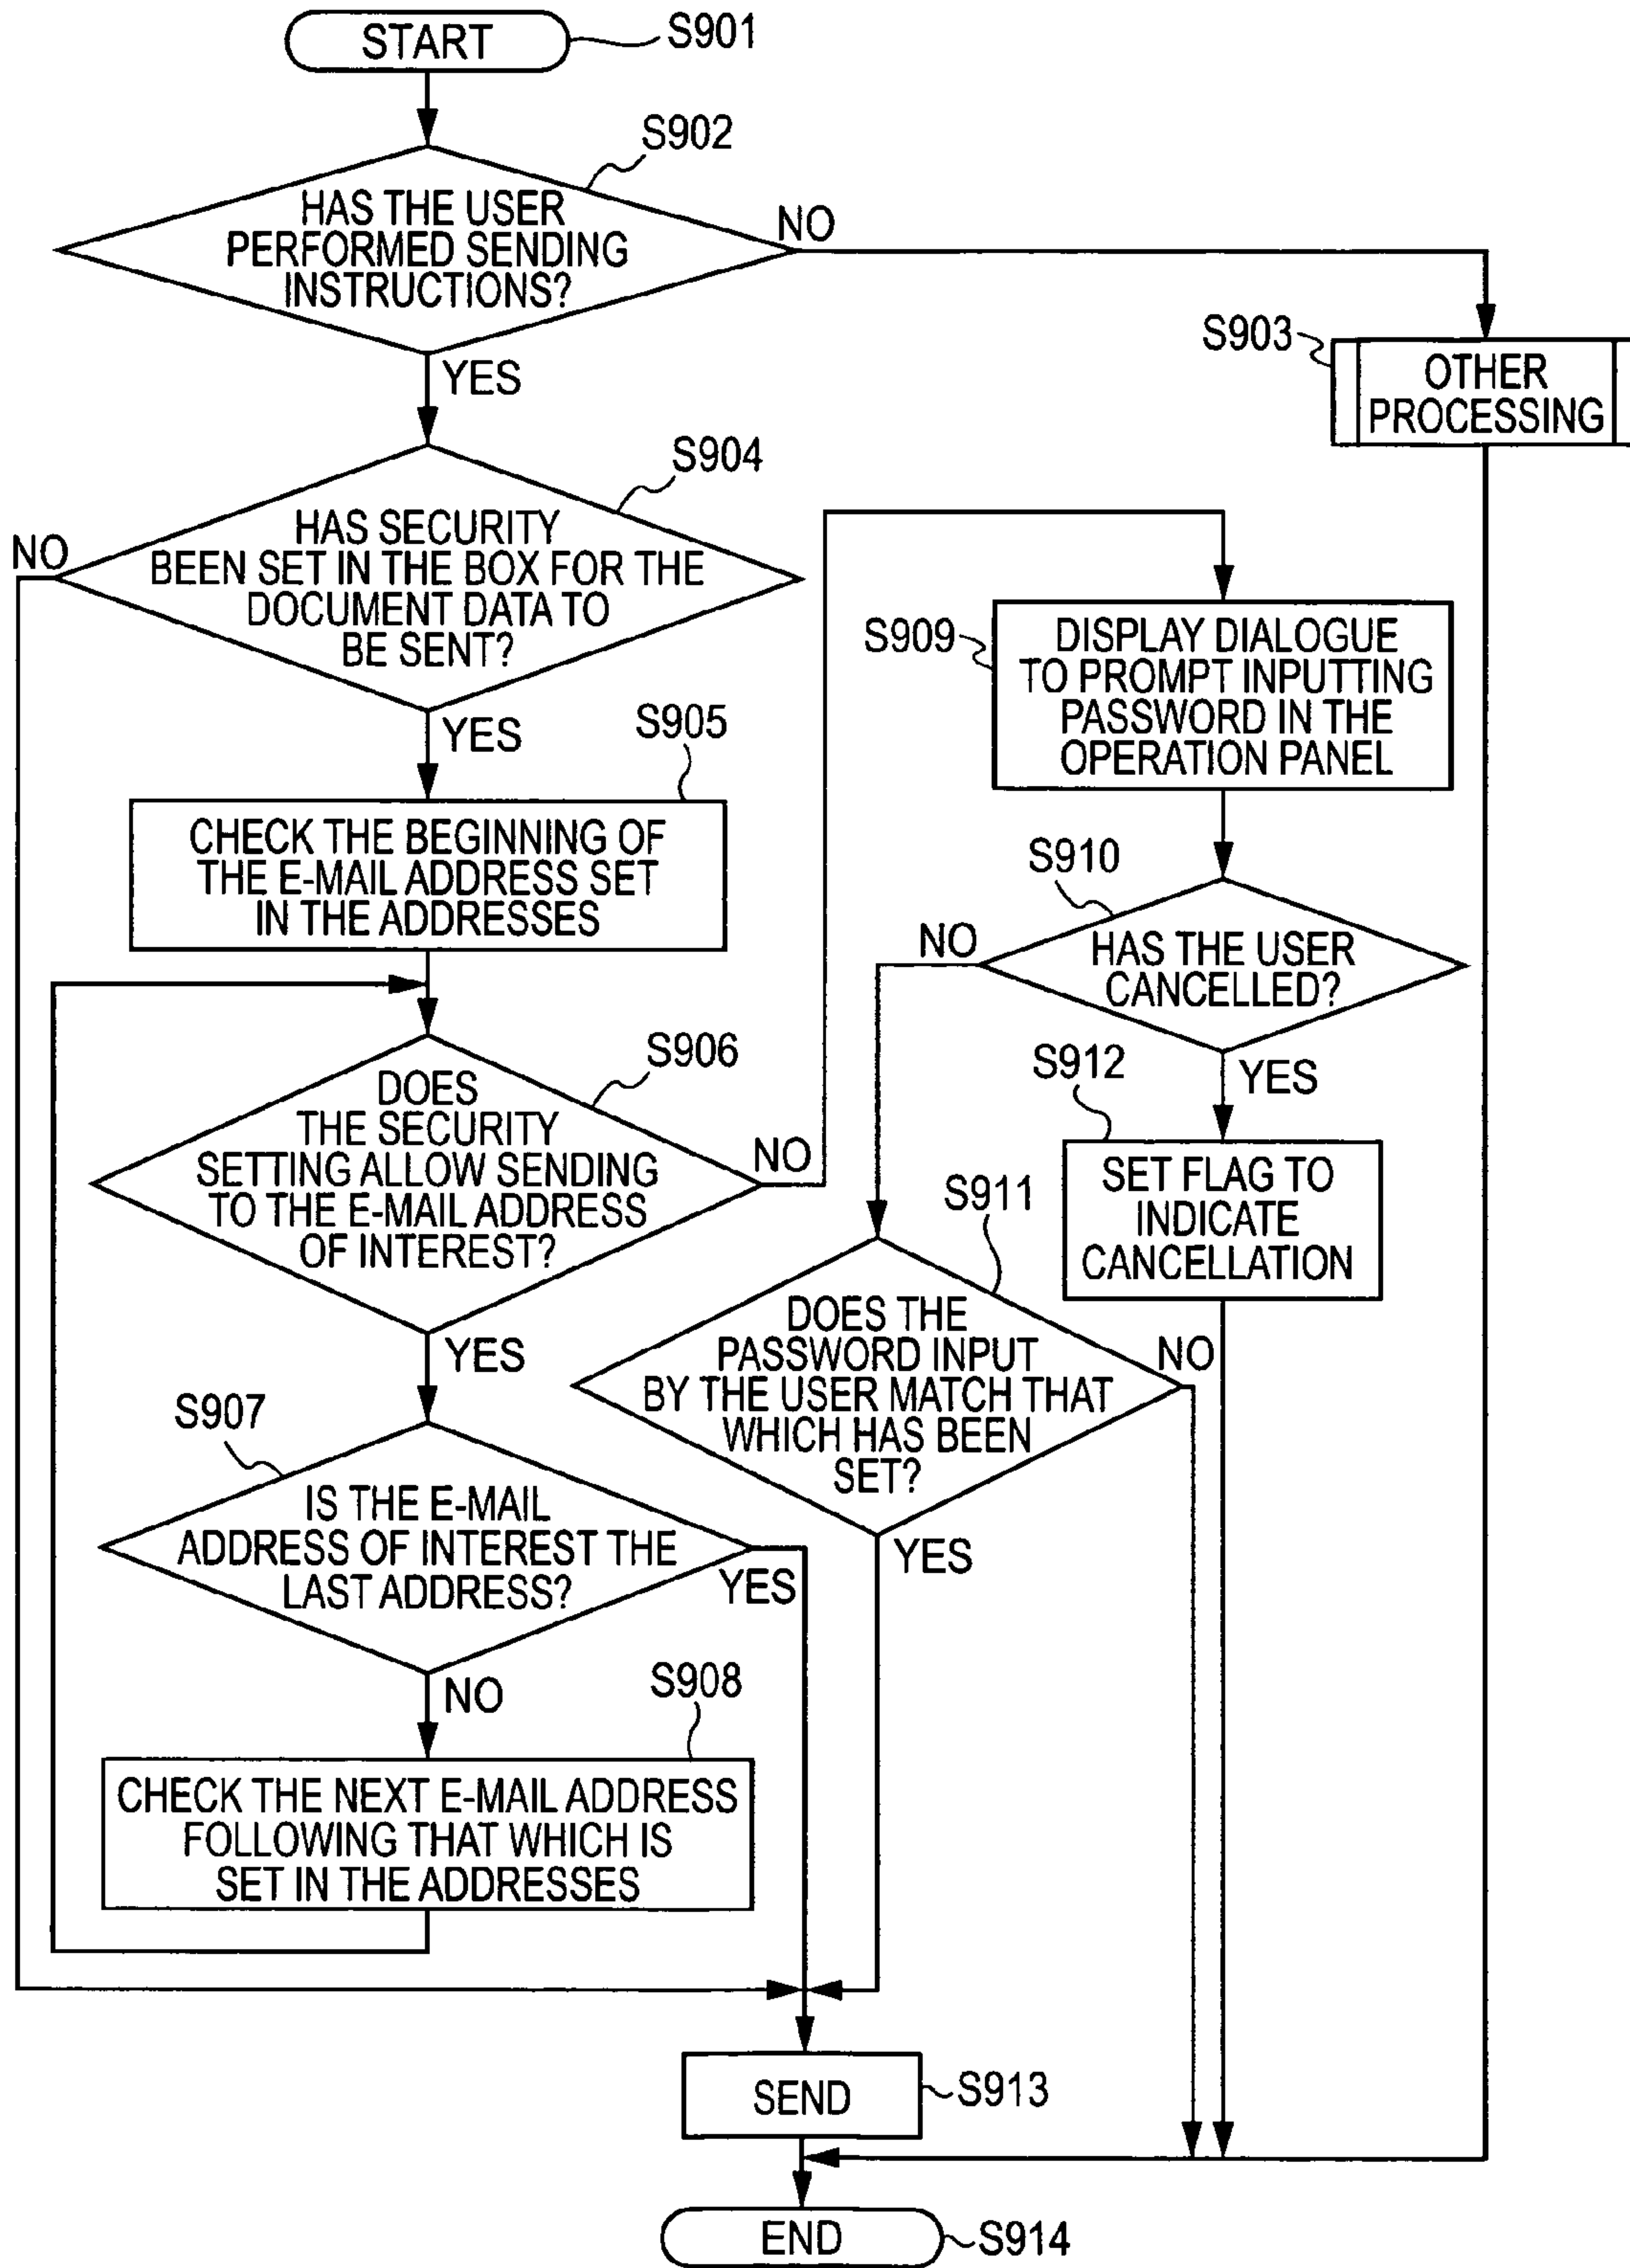 START
S901
S902
HAS THE USER
PERFORMED SENDING
INSTRUCTIONS?
NO
YES
S903
OTHER
PROCESSING
S904
HAS SECURITY
BEEN SET IN THE BOX FOR THE
DOCUMENT DATA TO
BE SENT?
NO
YES
S905
CHECK THE BEGINNING OF
THE E-MAIL ADDRESS SET
IN THE ADDRESSES
S906
DOES
THE SECURITY
SETTING ALLOW SENDING
TO THE E-MAIL ADDRESS
OF INTEREST?
NO
YES
S907
IS THE E-MAIL
ADDRESS OF INTEREST THE
LAST ADDRESS?
YES
NO
S908
CHECK THE NEXT E-MAIL ADDRESS
FOLLOWING THAT WHICH IS
SET IN THE ADDRESSES
S909
DISPLAY DIALOGUE
TO PROMPT INPUTTING
PASSWORD IN THE
OPERATION PANEL
S910
HAS THE USER
CANCELLED?
NO
YES
S912
SET FLAG TO
INDICATE
CANCELLATION
S911
DOES THE
PASSWORD INPUT
BY THE USER MATCH THAT
WHICH HAS BEEN
SET?
NO
YES
SEND
S913
END
S914